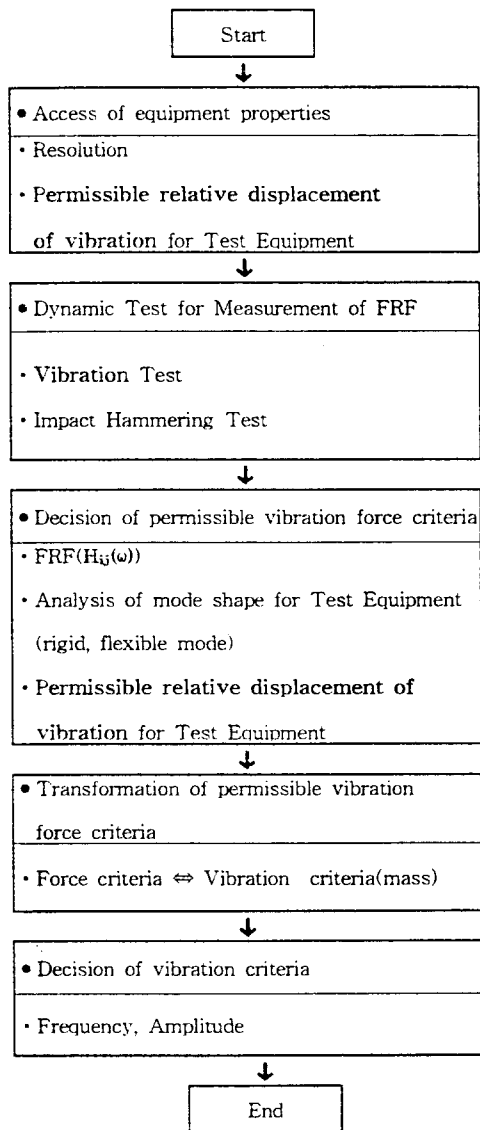 Start
• Access of equipment properties
· Resolution
· Permissible relative displacement
of vibration for Test Equipment
• Dynamic Test for Measurement of FRF
· Vibration Test
· Impact Hammering Test
• Decision of permissible vibration force criteria
· FRF(Hij(ω))
· Analysis of mode shape for Test Equipment
(rigid, flexible mode)
· Permissible relative displacement of
vibration for Test Equipment
• Transformation of permissible vibration
force criteria
· Force criteria ⇔ Vibration criteria(mass)
• Decision of vibration criteria
· Frequency, Amplitude
End